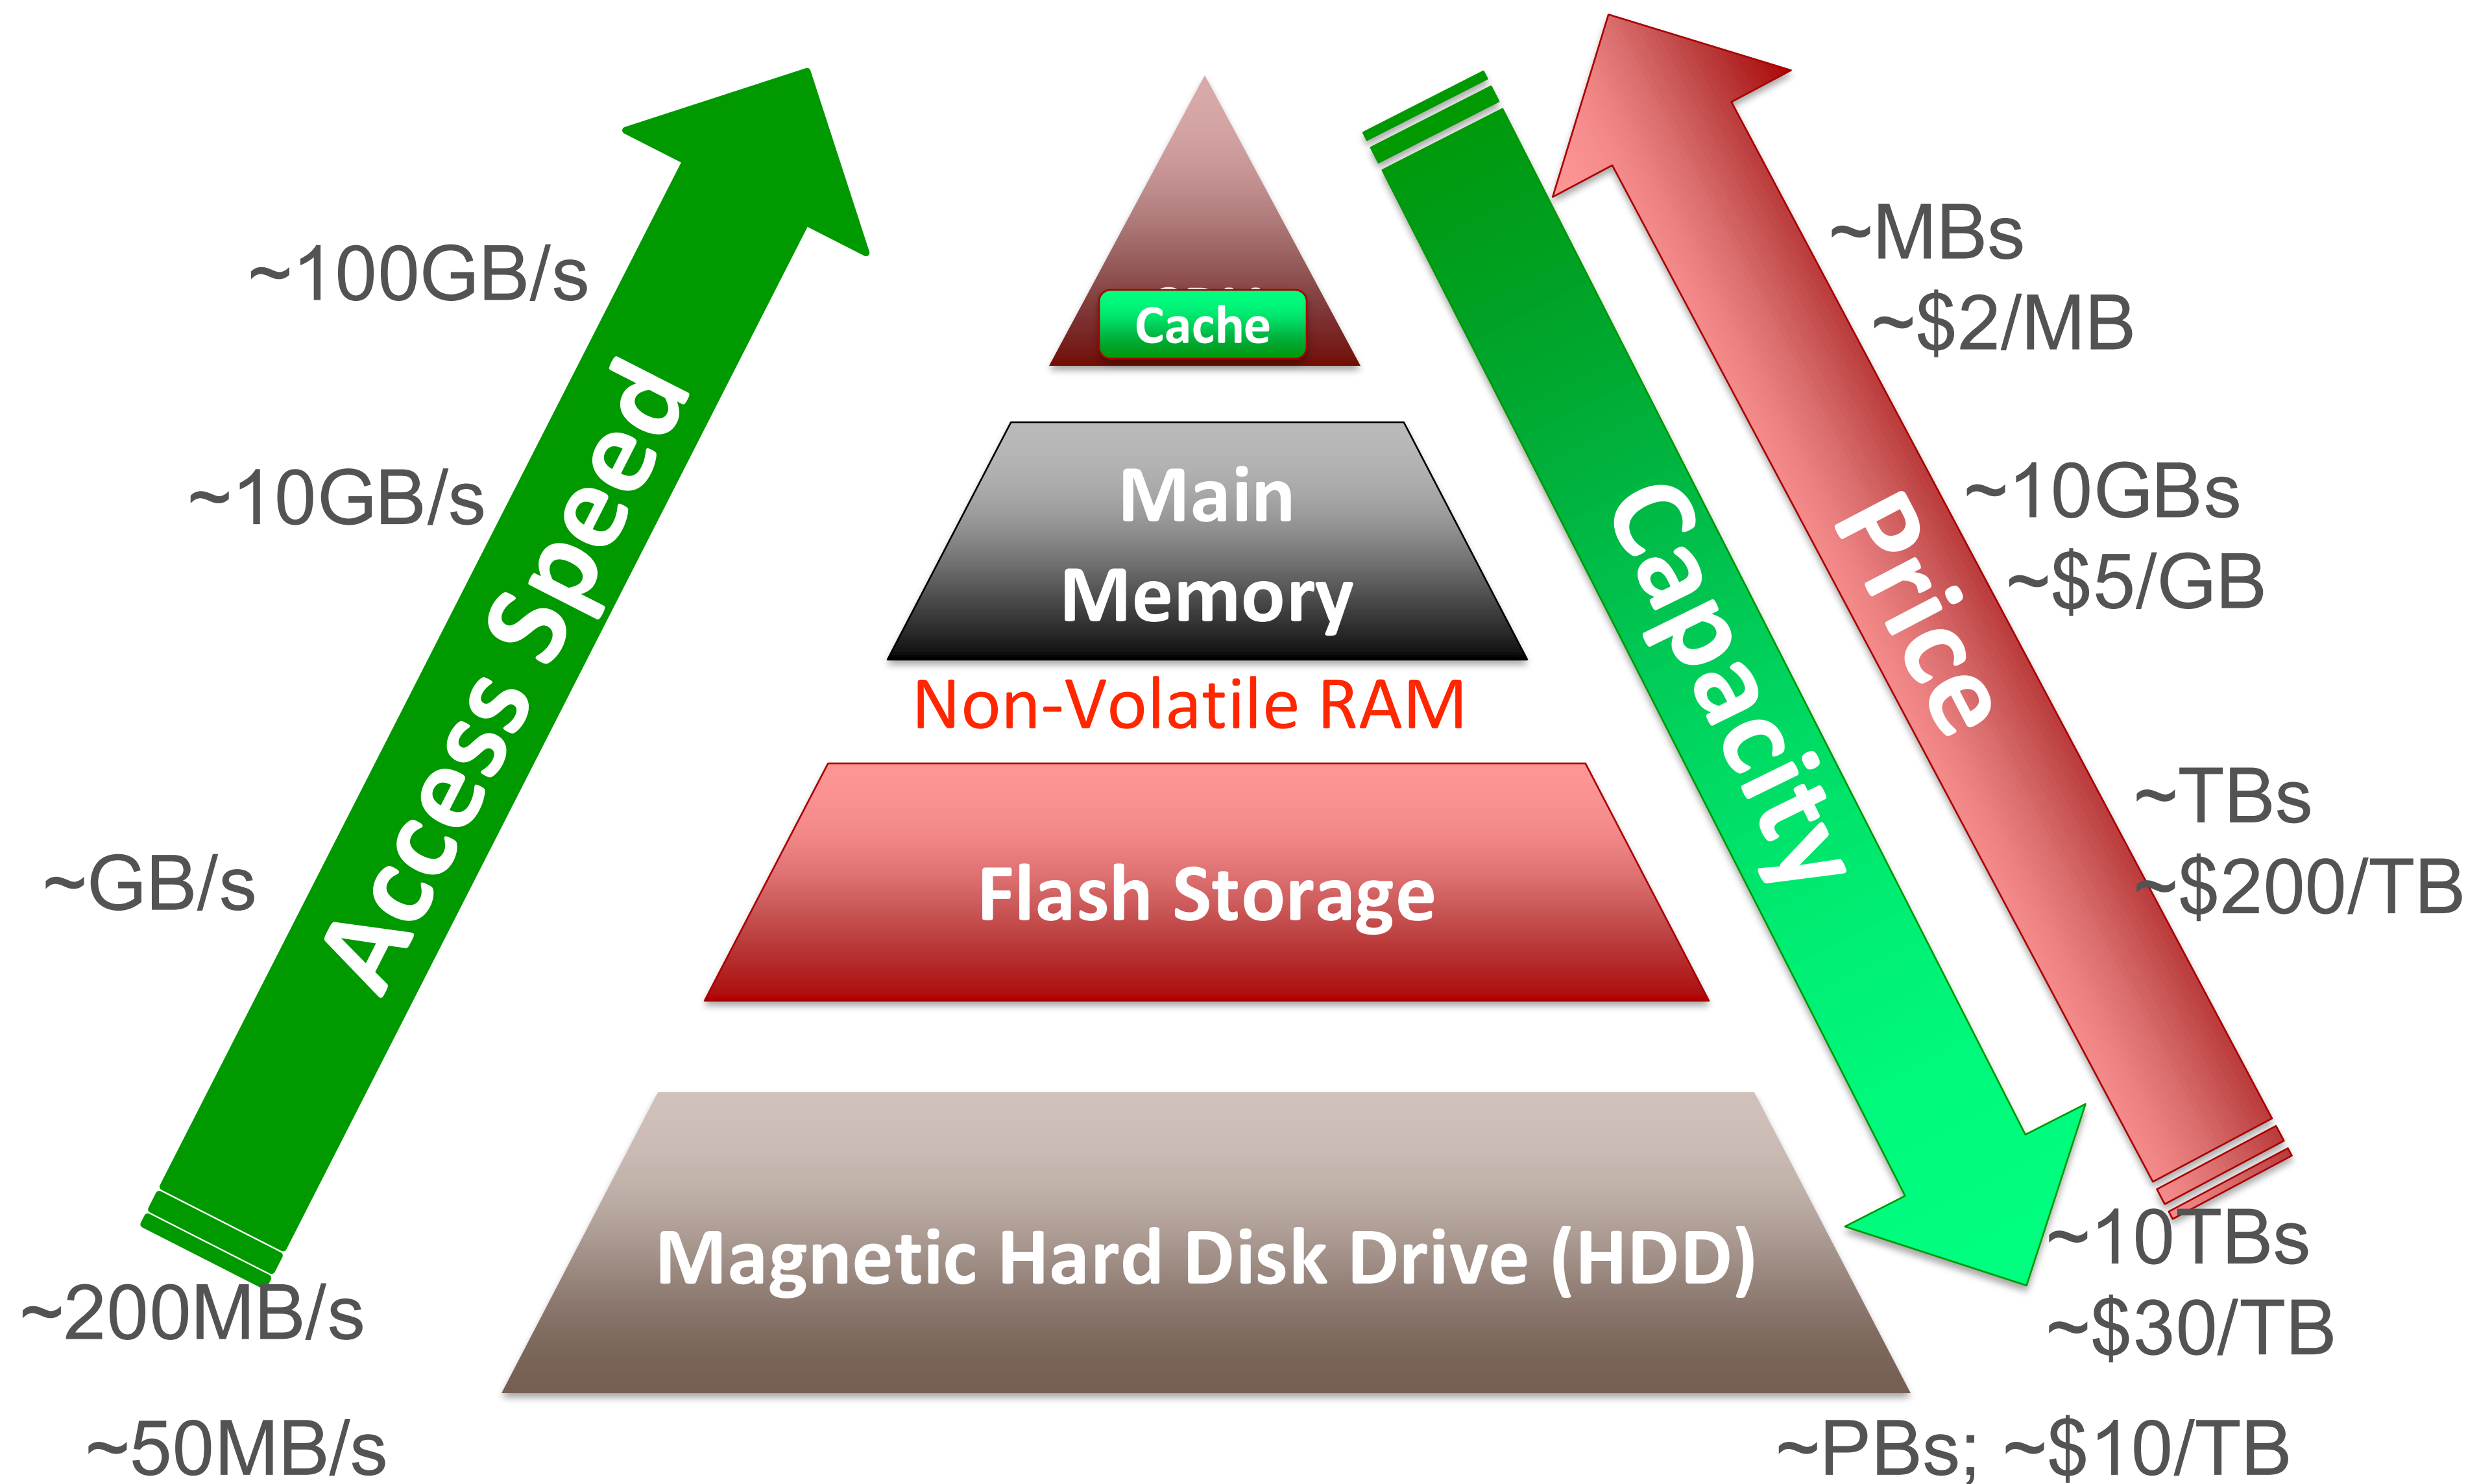 ~100GB/s
Cache
~MBs
~$2/MB
Access Speed
~10GB/s
Main
Memory
Capacity
Price
~10GBs
~$5/GB
Non-Volatile RAM
~GB/s
Flash Storage
~TBs
~$200/TB
~200MB/s
Magnetic Hard Disk Drive (HDD)
~10TBs
~$30/TB
~50MB/s
~PBs; ~$10/TB